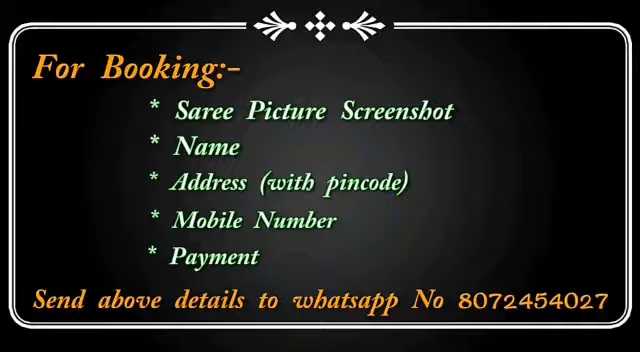 For Booking:-
* Saree Picture Screenshot
* Name
* Address (with pincode)
* Mobile Number
* Payment
Send above details to whatsapp No 8072454027